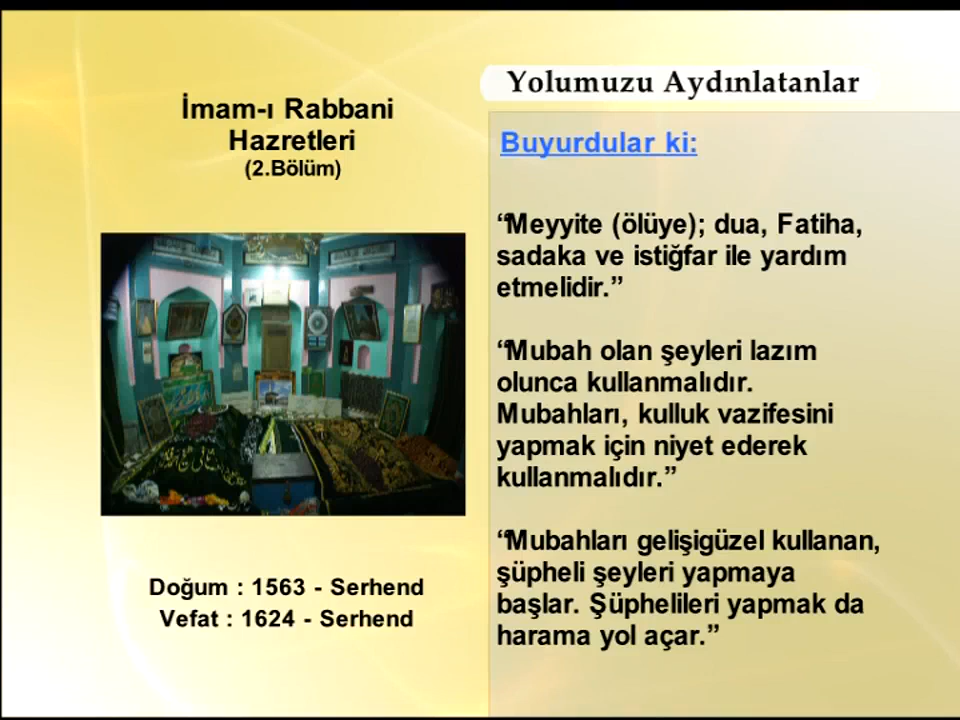 İmam-ı Rabbani
Hazretleri
(2.Bölüm)
Doğum : 1563 - Serhend
Vefat : 1624 - Serhend
Yolumuzu Aydınlatanlar
Buyurdular ki:
“Meyyite (ölüye); dua, Fatiha,
sadaka ve istiğfar ile yardım
etmelidir.”
“Mubah olan şeyleri lazım
olunca kullanmalıdır.
Mubahları, kulluk vazifesini
yapmak için niyet ederek
kullanmalıdır.”
“Mubahları gelişigüzel kullanan,
şüpheli şeyleri yapmaya
başlar. Şüphelileri yapmak da
harama yol açar.”